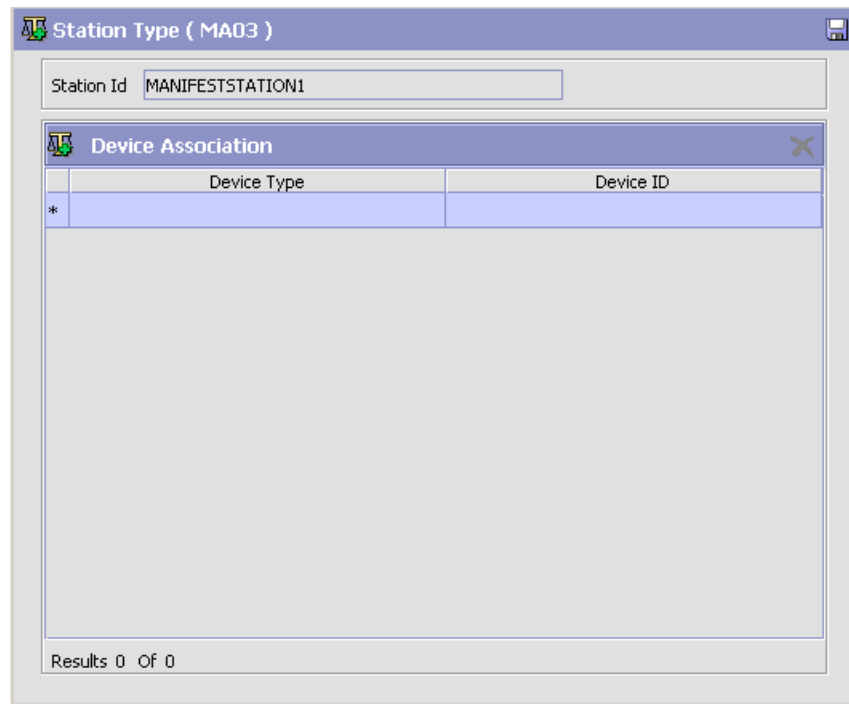 Station Type ( MA03 )
Station Id MANIFESTSTATION1
Device Association
Device Type Device ID
*
Results 0 Of 0